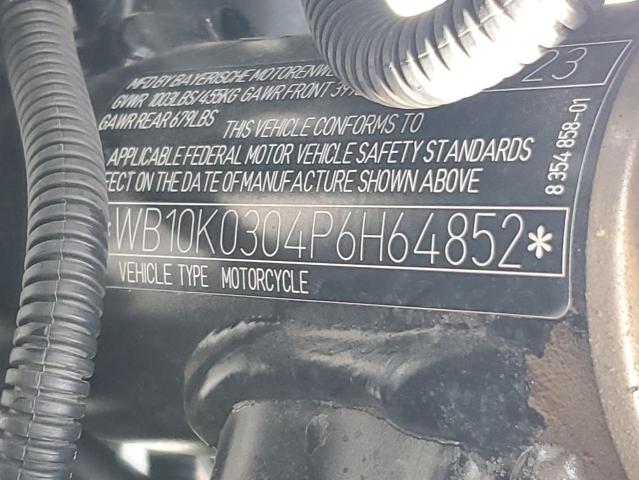 MFD BY BAYERISCHE MOTORENWE 23
GVWR 1003LBS/455KG GAWR FRONT
GAWR REAR 679LBS
THIS VEHICLE CONFORMS TO
APPLICABLE FEDERAL MOTOR VEHICLE SAFETY STANDARDS
FECT ON THE DATE OF MANUFACTURE SHOWN ABOVE
*WB10K0304P6H64852*
VEHICLE TYPE MOTORCYCLE
8 354 858-01